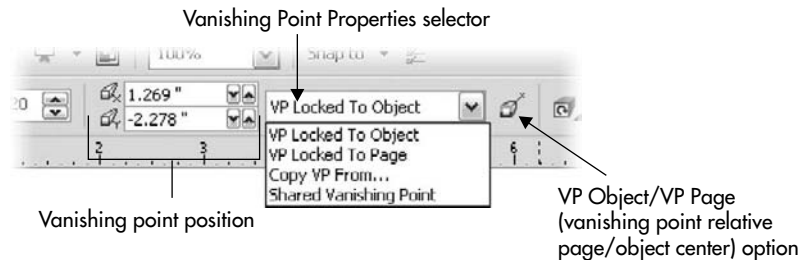 Vanishing Point Properties selector
100%
Snap to
20
x 1.269 "
VP Locked To Object
Y -2.278 "
VP Locked To Object
VP Locked To Page
Copy VP From...
Shared Vanishing Point
2 3 6
Vanishing point position
VP Object/VP Page
(vanishing point relative
page/object center) option